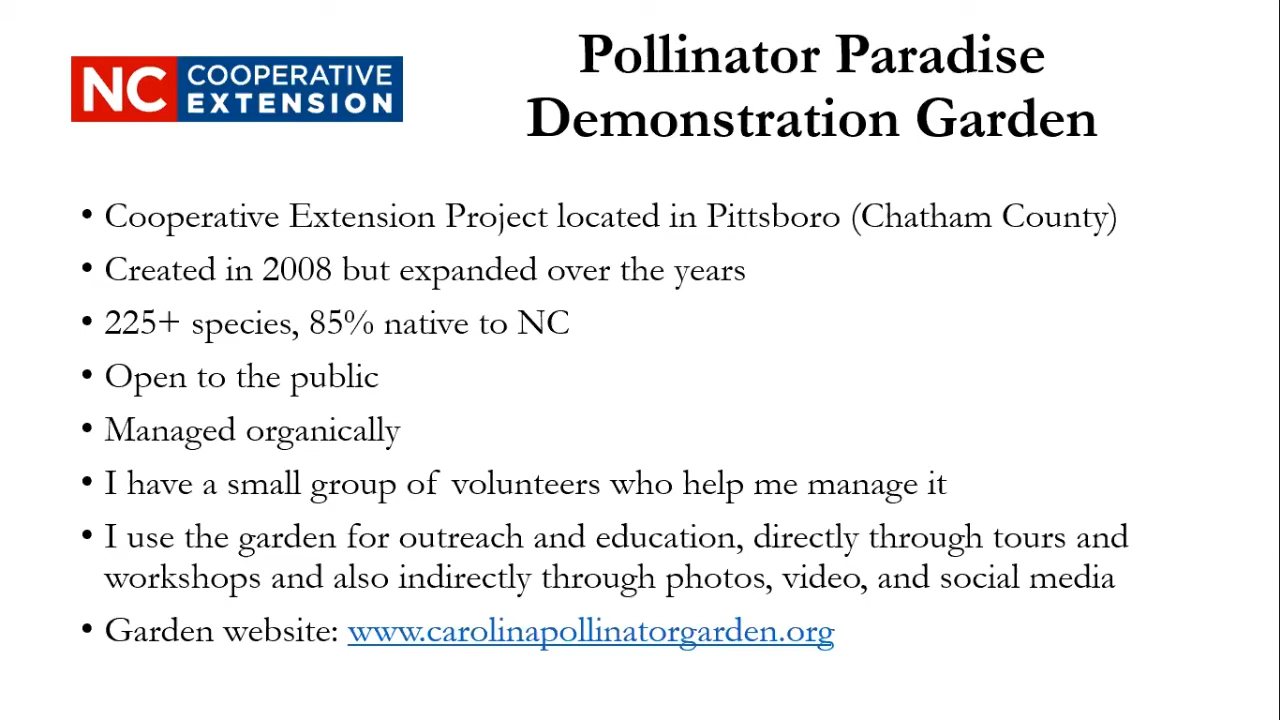 NC COOPERATIVE
EXTENSION
Pollinator Paradise
Demonstration Garden
• Cooperative Extension Project located in Pittsboro (Chatham County)
• Created in 2008 but expanded over the years
• 225+ species, 85% native to NC
• Open to the public
• Managed organically
• I have a small group of volunteers who help me manage it
• I use the garden for outreach and education, directly through tours and
workshops and also indirectly through photos, video, and social media
• Garden website: www.carolinapollinatorgarden.org